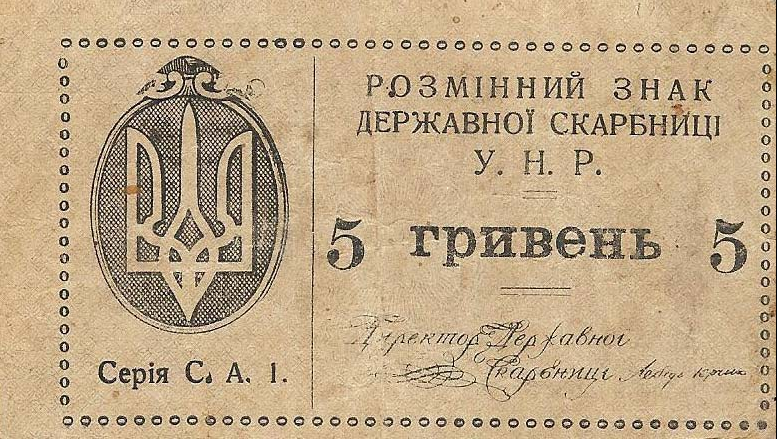 РОЗМІННИЙ ЗНАК
ДЕРЖАВНОЇ СКАРБНИЦІ
У. Н. Р.
5 гривень 5
Директор Державної
Скарбниці
Серія С. А. 1.